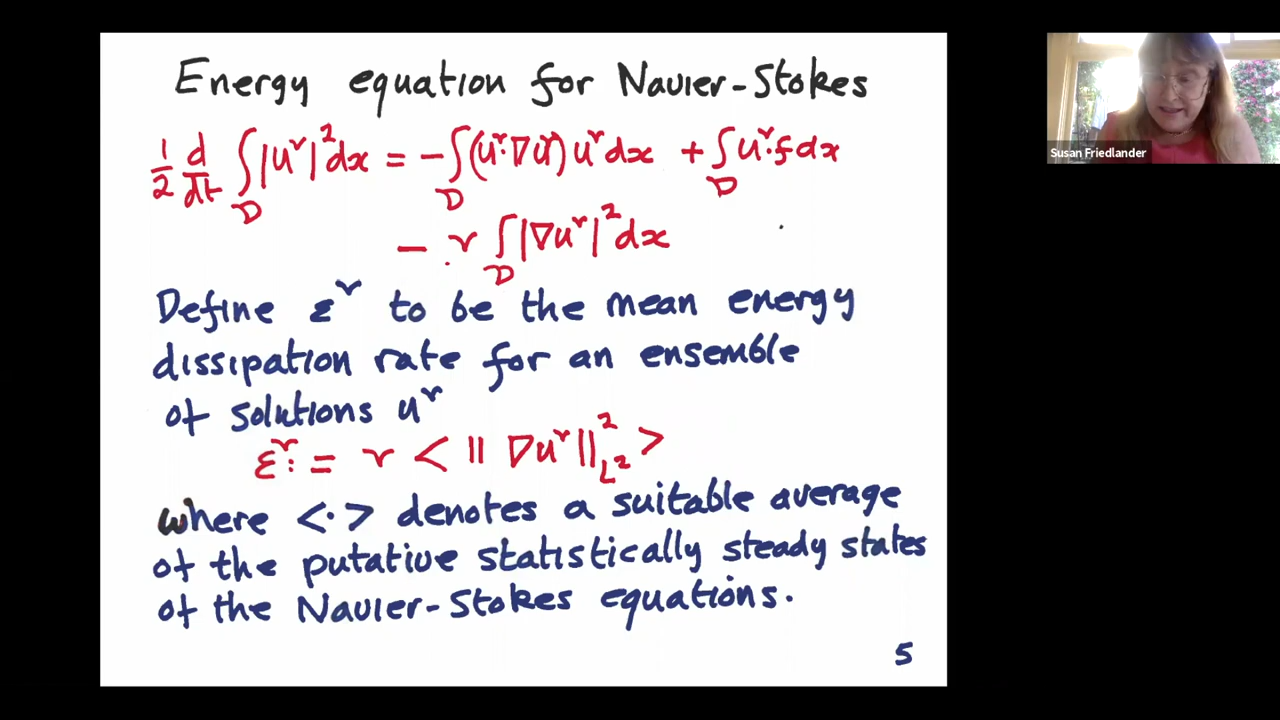 Energy equation for Navier-Stokes
½ d/dt ∫_D |u^ν|² dx = - ∫_D (u^ν·∇u^ν) u^ν dx + ∫_D u^ν·f dx
- ν ∫_D |∇u^ν|² dx
Define ε^ν to be the mean energy
dissipation rate for an ensemble
of solutions u^ν
ε^ν := ν < || ∇u^ν ||²_{L²} >
where <·> denotes a suitable average
of the putative statistically steady states
of the Navier-Stokes equations.
5
Susan Friedlander